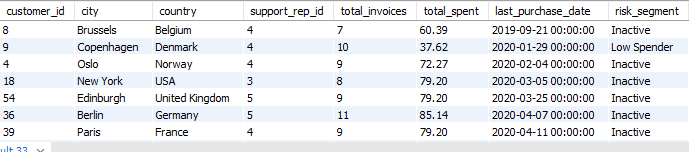 customer_id city country support_rep_id total_invoices total_spent last_purchase_date risk_segment
8 Brussels Belgium 4 7 60.39 2019-09-21 00:00:00 Inactive
9 Copenhagen Denmark 4 10 37.62 2020-01-29 00:00:00 Low Spender
4 Oslo Norway 4 9 72.27 2020-02-04 00:00:00 Inactive
18 New York USA 3 8 79.20 2020-03-05 00:00:00 Inactive
54 Edinburgh United Kingdom 5 9 79.20 2020-03-25 00:00:00 Inactive
36 Berlin Germany 5 11 85.14 2020-04-07 00:00:00 Inactive
39 Paris France 4 9 79.20 2020-04-11 00:00:00 Inactive
ult 33